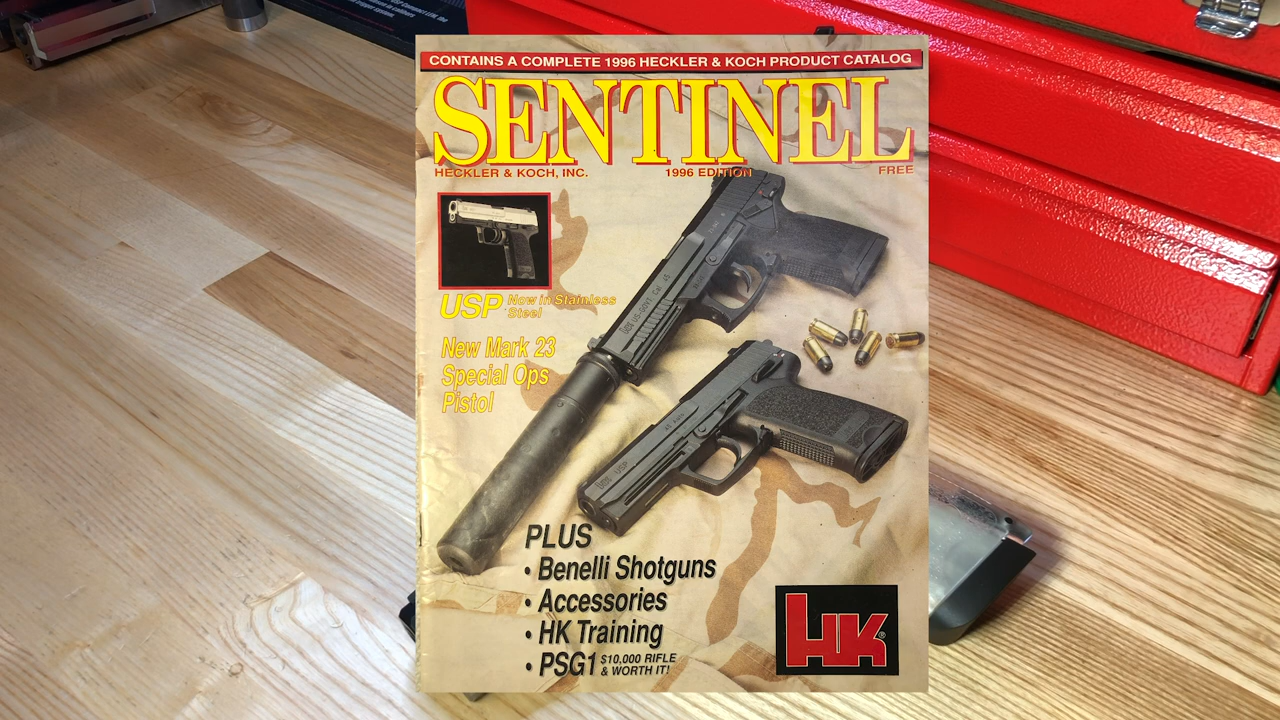 CONTAINS A COMPLETE 1996 HECKLER & KOCH PRODUCT CATALOG
SENTINEL
HECKLER & KOCH, INC.
1996 EDITION
FREE
USP Now in Stainless
Steel
New Mark 23
Special Ops
Pistol
USP
PLUS
• Benelli Shotguns
• Accessories
• HK Training
• PSG1 $10,000 RIFLE
& WORTH IT!
HK®